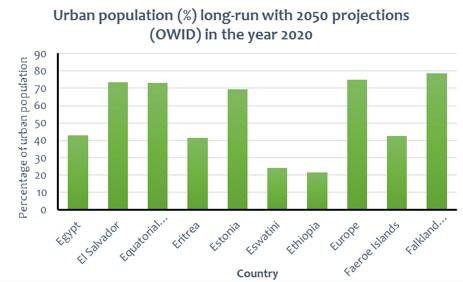 Urban population (%) long-run with 2050 projections
(OWID) in the year 2020
Percentage of urban population
90
80
70
60
50
40
30
20
10
0
Egypt
El Salvador
Equatorial...
Eritrea
Estonia
Eswatini
Ethiopia
Europe
Faeroe Islands
Falkland...
Country